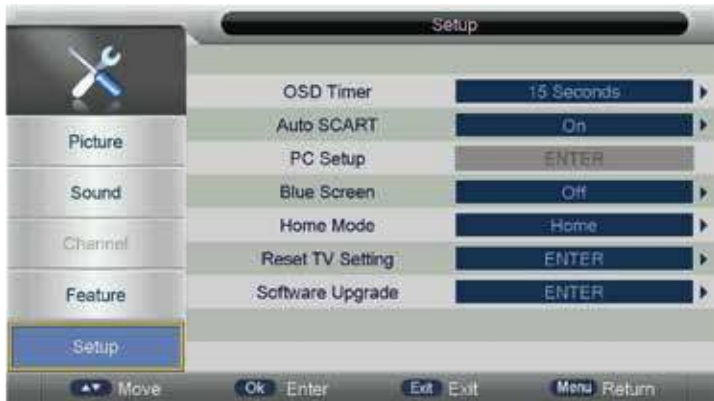 Setup
OSD Timer 15 Seconds
Auto SCART On
PC Setup ENTER
Blue Screen Off
Home Mode Home
Reset TV Setting ENTER
Software Upgrade ENTER
Picture
Sound
Channel
Feature
Setup
Move Ok Enter Exit Exit Menu Return